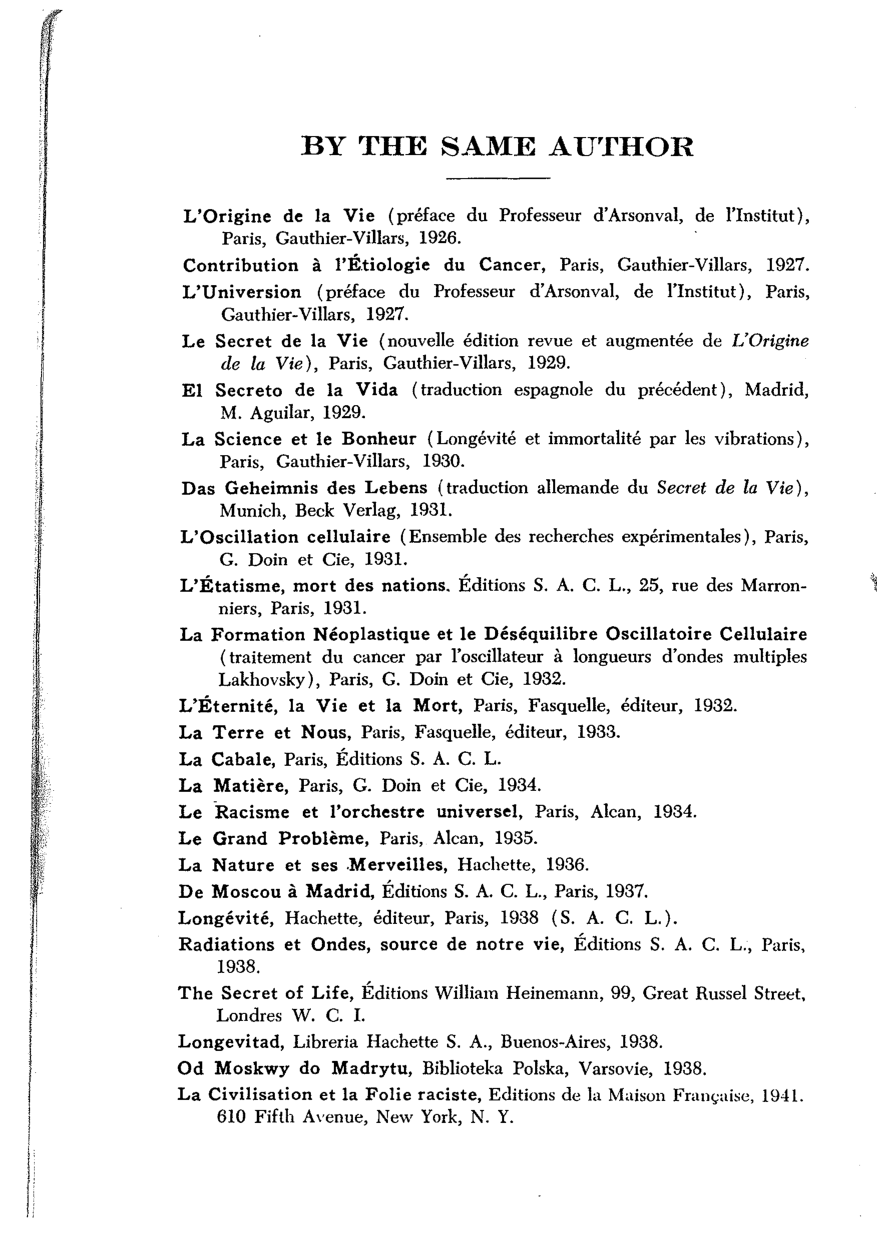 BY THE SAME AUTHOR
L'Origine de la Vie (préface du Professeur d'Arsonval, de l'Institut),
Paris, Gauthier-Villars, 1926.
Contribution à l'Étiologie du Cancer, Paris, Gauthier-Villars, 1927.
L'Universion (préface du Professeur d'Arsonval, de l'Institut), Paris,
Gauthier-Villars, 1927.
Le Secret de la Vie (nouvelle édition revue et augmentée de L'Origine
de la Vie), Paris, Gauthier-Villars, 1929.
El Secreto de la Vida (traduction espagnole du précédent), Madrid,
M. Aguilar, 1929.
La Science et le Bonheur (Longévité et immortalité par les vibrations),
Paris, Gauthier-Villars, 1930.
Das Geheimnis des Lebens (traduction allemande du Secret de la Vie),
Munich, Beck Verlag, 1931.
L'Oscillation cellulaire (Ensemble des recherches expérimentales), Paris,
G. Doin et Cie, 1931.
L'Étatisme, mort des nations. Éditions S. A. C. L., 25, rue des Marron-
niers, Paris, 1931.
La Formation Néoplastique et le Déséquilibre Oscillatoire Cellulaire
(traitement du cancer par l'oscillateur à longueurs d'ondes multiples
Lakhovsky), Paris, G. Doin et Cie, 1932.
L'Éternité, la Vie et la Mort, Paris, Fasquelle, éditeur, 1932.
La Terre et Nous, Paris, Fasquelle, éditeur, 1933.
La Cabale, Paris, Éditions S. A. C. L.
La Matière, Paris, G. Doin et Cie, 1934.
Le Racisme et l'orchestre universel, Paris, Alcan, 1934.
Le Grand Problème, Paris, Alcan, 1935.
La Nature et ses Merveilles, Hachette, 1936.
De Moscou à Madrid, Éditions S. A. C. L., Paris, 1937.
Longévité, Hachette, éditeur, Paris, 1938 (S. A. C. L.).
Radiations et Ondes, source de notre vie, Éditions S. A. C. L., Paris,
1938.
The Secret of Life, Éditions William Heinemann, 99, Great Russel Street,
Londres W. C. I.
Longevitad, Libreria Hachette S. A., Buenos-Aires, 1938.
Od Moskwy do Madrytu, Biblioteka Polska, Varsovie, 1938.
La Civilisation et la Folie raciste, Editions de la Maison Française, 1941.
610 Fifth Avenue, New York, N. Y.